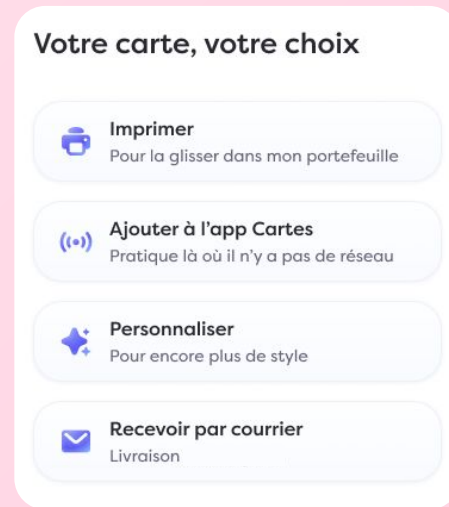 Votre carte, votre choix
Imprimer
Pour la glisser dans mon portefeuille
Ajouter à l’app Cartes
Pratique là où il n’y a pas de réseau
Personnaliser
Pour encore plus de style
Recevoir par courrier
Livraison